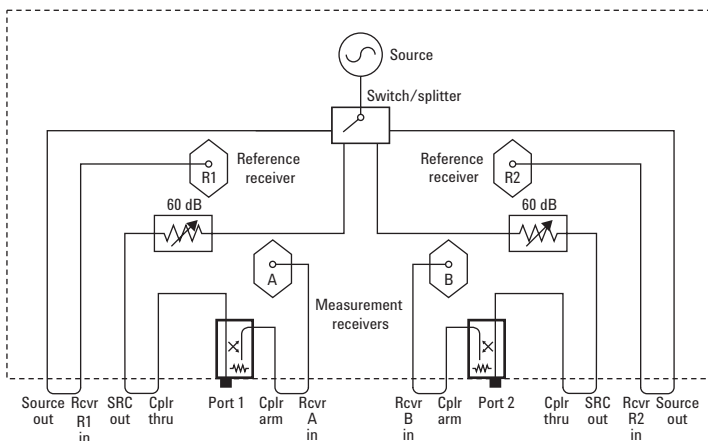 Source
Switch/splitter
Reference
receiver
R1
Reference
receiver
R2
60 dB
60 dB
A
B
Measurement
receivers
Source
out
Rcvr
R1
in
SRC
out
Cplr
thru
Port 1
Cplr
arm
Rcvr
A
in
Rcvr
B
in
Cplr
arm
Port 2
Cplr
thru
SRC
out
Rcvr
R2
in
Source
out